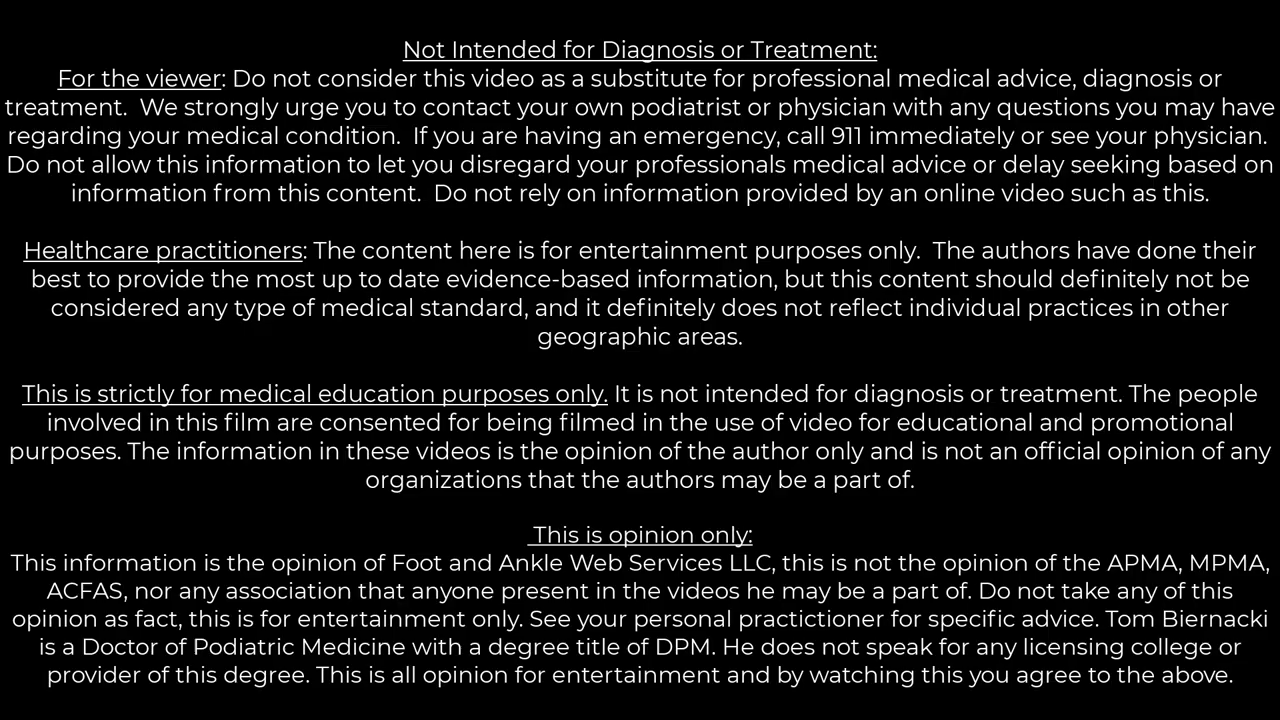 Not Intended for Diagnosis or Treatment:
For the viewer: Do not consider this video as a substitute for professional medical advice, diagnosis or
treatment.  We strongly urge you to contact your own podiatrist or physician with any questions you may have
regarding your medical condition.  If you are having an emergency, call 911 immediately or see your physician.
Do not allow this information to let you disregard your professionals medical advice or delay seeking based on
information from this content.  Do not rely on information provided by an online video such as this.
Healthcare practitioners: The content here is for entertainment purposes only.  The authors have done their
best to provide the most up to date evidence-based information, but this content should definitely not be
considered any type of medical standard, and it definitely does not reflect individual practices in other
geographic areas.
This is strictly for medical education purposes only. It is not intended for diagnosis or treatment. The people
involved in this film are consented for being filmed in the use of video for educational and promotional
purposes. The information in these videos is the opinion of the author only and is not an official opinion of any
organizations that the authors may be a part of.
This is opinion only:
This information is the opinion of Foot and Ankle Web Services LLC, this is not the opinion of the APMA, MPMA,
ACFAS, nor any association that anyone present in the videos he may be a part of. Do not take any of this
opinion as fact, this is for entertainment only. See your personal practictioner for specific advice. Tom Biernacki
is a Doctor of Podiatric Medicine with a degree title of DPM. He does not speak for any licensing college or
provider of this degree. This is all opinion for entertainment and by watching this you agree to the above.